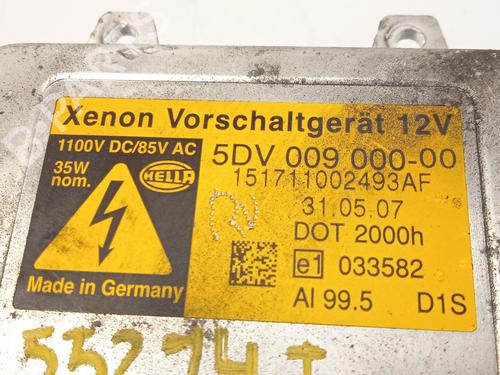 Xenon Vorschaltgerät 12V
1100V DC/85V AC
35W
nom.
HELLA
5DV 009 000-00
151711002493AF
31.05.07
DOT 2000h
e1 033582
Al 99.5 D1S
Made in Germany